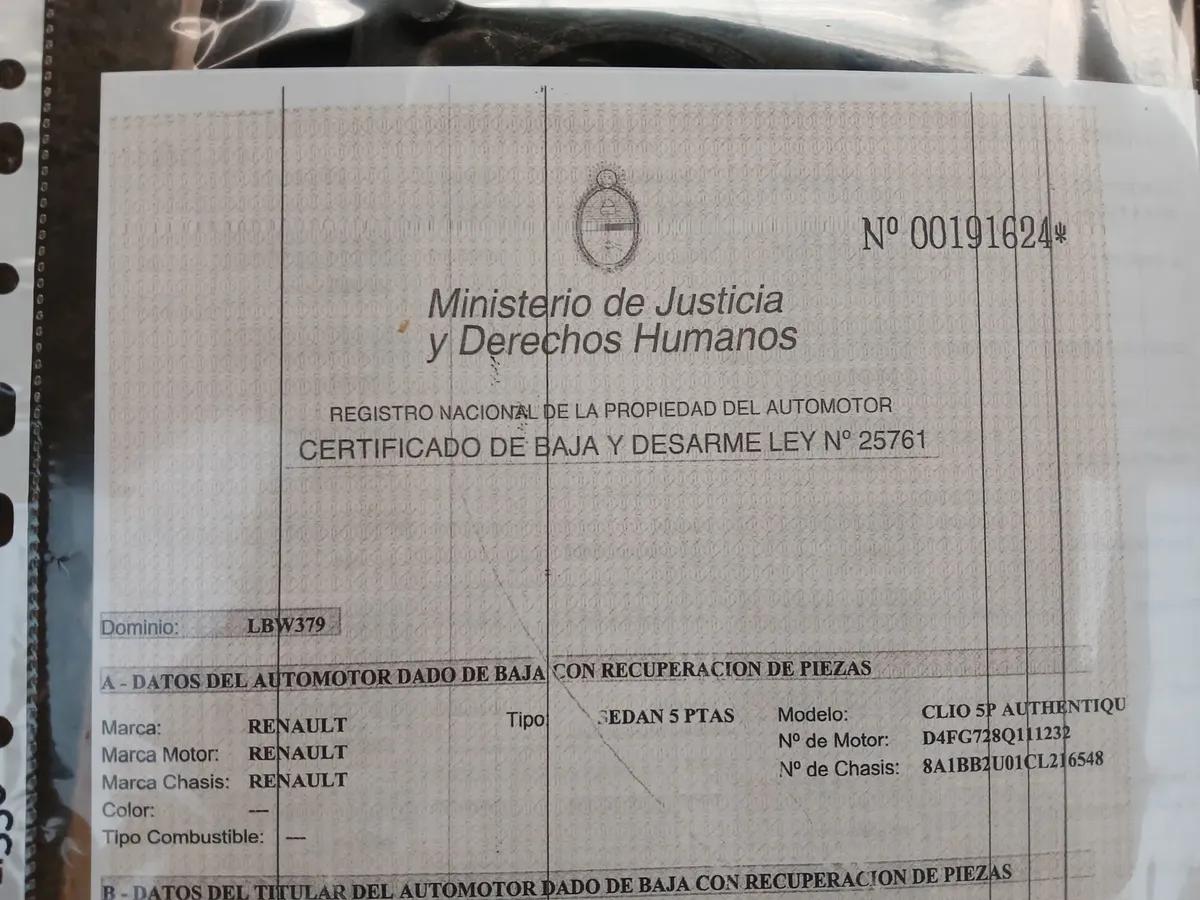 Nº 00191624*
Ministerio de Justicia
y Derechos Humanos
REGISTRO NACIONAL DE LA PROPIEDAD DEL AUTOMOTOR
CERTIFICADO DE BAJA Y DESARME LEY Nº 25761
Dominio: LBW379
A - DATOS DEL AUTOMOTOR DADO DE BAJA CON RECUPERACION DE PIEZAS
Marca: RENAULT Tipo: SEDAN 5 PTAS Modelo: CLIO 5P AUTHENTIQU
Marca Motor: RENAULT Nº de Motor: D4FG728Q111232
Marca Chasis: RENAULT Nº de Chasis: 8A1BB2U01CL216548
Color: ---
Tipo Combustible: ---
B - DATOS DEL TITULAR DEL AUTOMOTOR DADO DE BAJA CON RECUPERACION DE PIEZAS